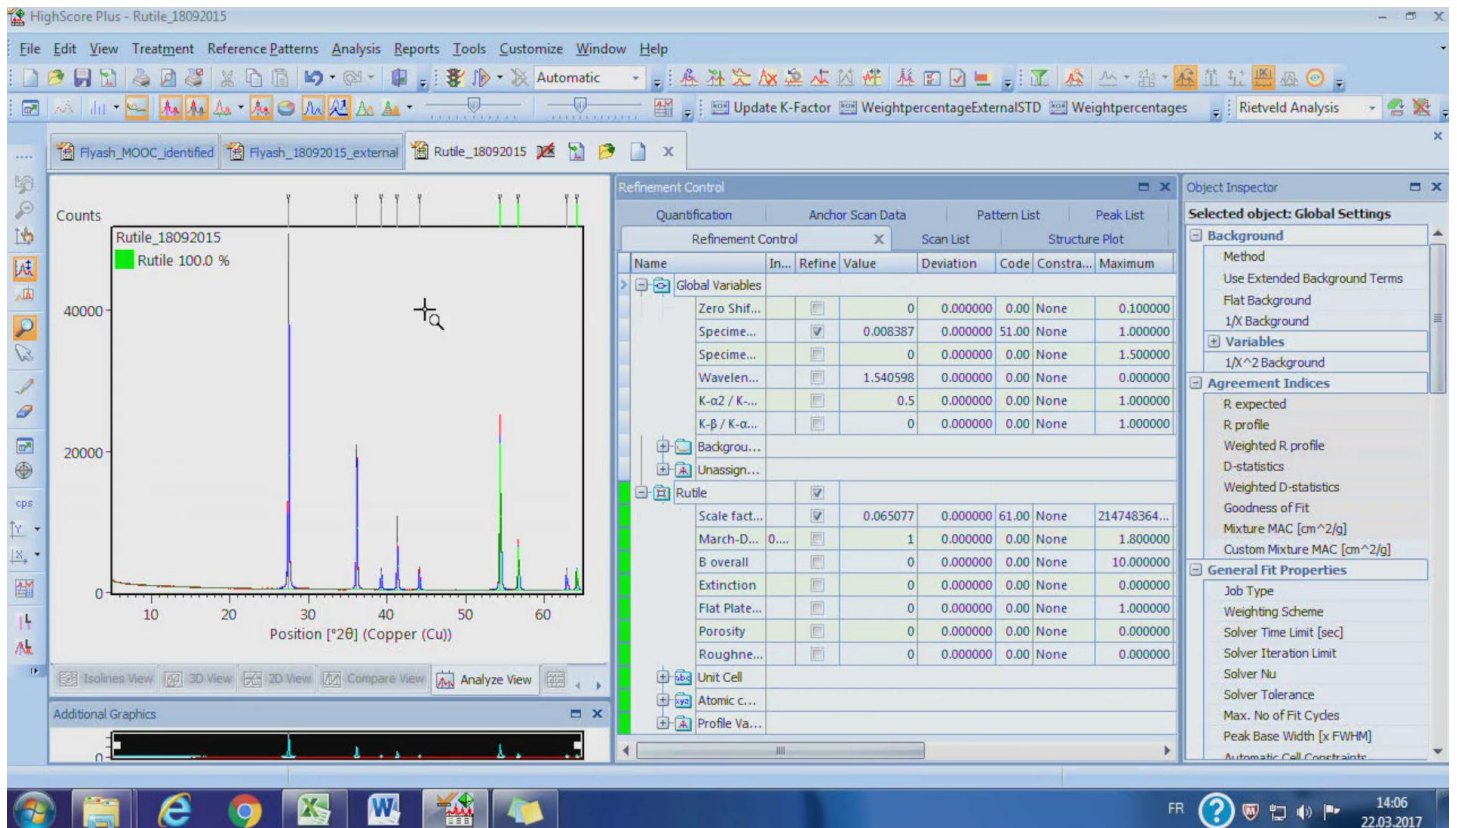 HighScore Plus - Rutile_18092015
File Edit View Treatment Reference Patterns Analysis Reports Tools Customize Window Help
Automatic
Update K-Factor WeightpercentageExternalSTD Weightpercentages Rietveld Analysis
Flyash_MOOC_identified Flyash_18092015_external Rutile_18092015
Counts
Rutile_18092015
Rutile 100.0 %
40000
20000
0
10 20 30 40 50 60
Position [°2θ] (Copper (Cu))
Isolines View 3D View 2D View Compare View Analyze View
Additional Graphics
0
Refinement Control
Quantification Anchor Scan Data Pattern List Peak List
Refinement Control Scan List Structure Plot
Name In... Refine Value Deviation Code Constra... Maximum
Global Variables
Zero Shif... 0 0.000000 0.00 None 0.100000
Specime... 0.008387 0.000000 51.00 None 1.000000
Specime... 0 0.000000 0.00 None 1.500000
Wavelen... 1.540598 0.000000 0.00 None 0.000000
K-α2 / K-... 0.5 0.000000 0.00 None 1.000000
K-β / K-α... 0 0.000000 0.00 None 1.000000
Backgrou...
Unassign...
Rutile
Scale fact... 0.065077 0.000000 61.00 None 214748364...
March-D... 0.... 1 0.000000 0.00 None 1.800000
B overall 0 0.000000 0.00 None 10.000000
Extinction 0 0.000000 0.00 None 0.000000
Flat Plate... 0 0.000000 0.00 None 1.000000
Porosity 0 0.000000 0.00 None 0.000000
Roughne... 0 0.000000 0.00 None 0.000000
Unit Cell
Atomic c...
Profile Va...
Object Inspector
Selected object: Global Settings
Background
Method
Use Extended Background Terms
Flat Background
1/X Background
Variables
1/X^2 Background
Agreement Indices
R expected
R profile
Weighted R profile
D-statistics
Weighted D-statistics
Goodness of Fit
Mixture MAC [cm^2/g]
Custom Mixture MAC [cm^2/g]
General Fit Properties
Job Type
Weighting Scheme
Solver Time Limit [sec]
Solver Iteration Limit
Solver Nu
Solver Tolerance
Max. No of Fit Cycles
Peak Base Width [x FWHM]
Automatic Cell Constraints
cps
FR
14:06
22.03.2017